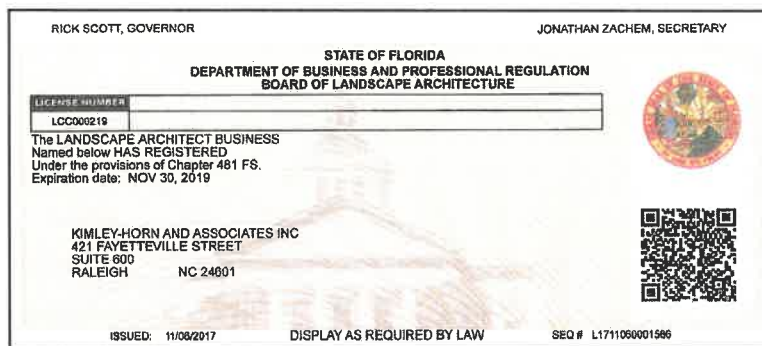 RICK SCOTT, GOVERNOR JONATHAN ZACHEM, SECRETARY
STATE OF FLORIDA
DEPARTMENT OF BUSINESS AND PROFESSIONAL REGULATION
BOARD OF LANDSCAPE ARCHITECTURE
LICENSE NUMBER
LCC000219
The LANDSCAPE ARCHITECT BUSINESS
Named below HAS REGISTERED
Under the provisions of Chapter 481 FS.
Expiration date: NOV 30, 2019
KIMLEY-HORN AND ASSOCIATES INC
421 FAYETTEVILLE STREET
SUITE 600
RALEIGH NC 24601
ISSUED: 11/06/2017 DISPLAY AS REQUIRED BY LAW SEQ # L1711060001566